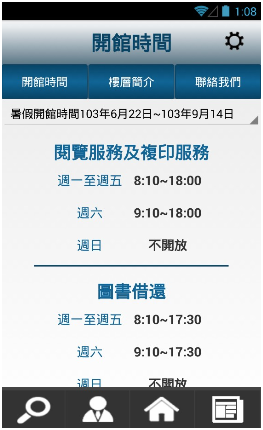 1:08
開館時間
開館時間 樓層簡介 聯絡我們
暑假開館時間103年6月22日~103年9月14日
閱覽服務及複印服務
週一至週五 8:10~18:00
週六 9:10~18:00
週日 不開放
圖書借還
週一至週五 8:10~17:30
週六 9:10~17:30
週日 不開放